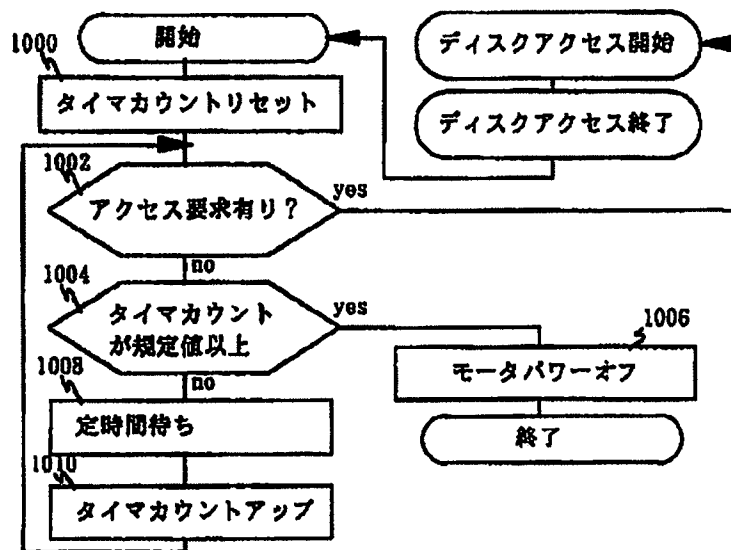 1000
開始
タイマカウントリセット
1002
アクセス要求有り？
yes
no
1004
タイマカウント
が規定値以上
yes
no
1008
定時間待ち
1010
タイマカウントアップ
ディスクアクセス開始
ディスクアクセス終了
1006
モータパワーオフ
終了